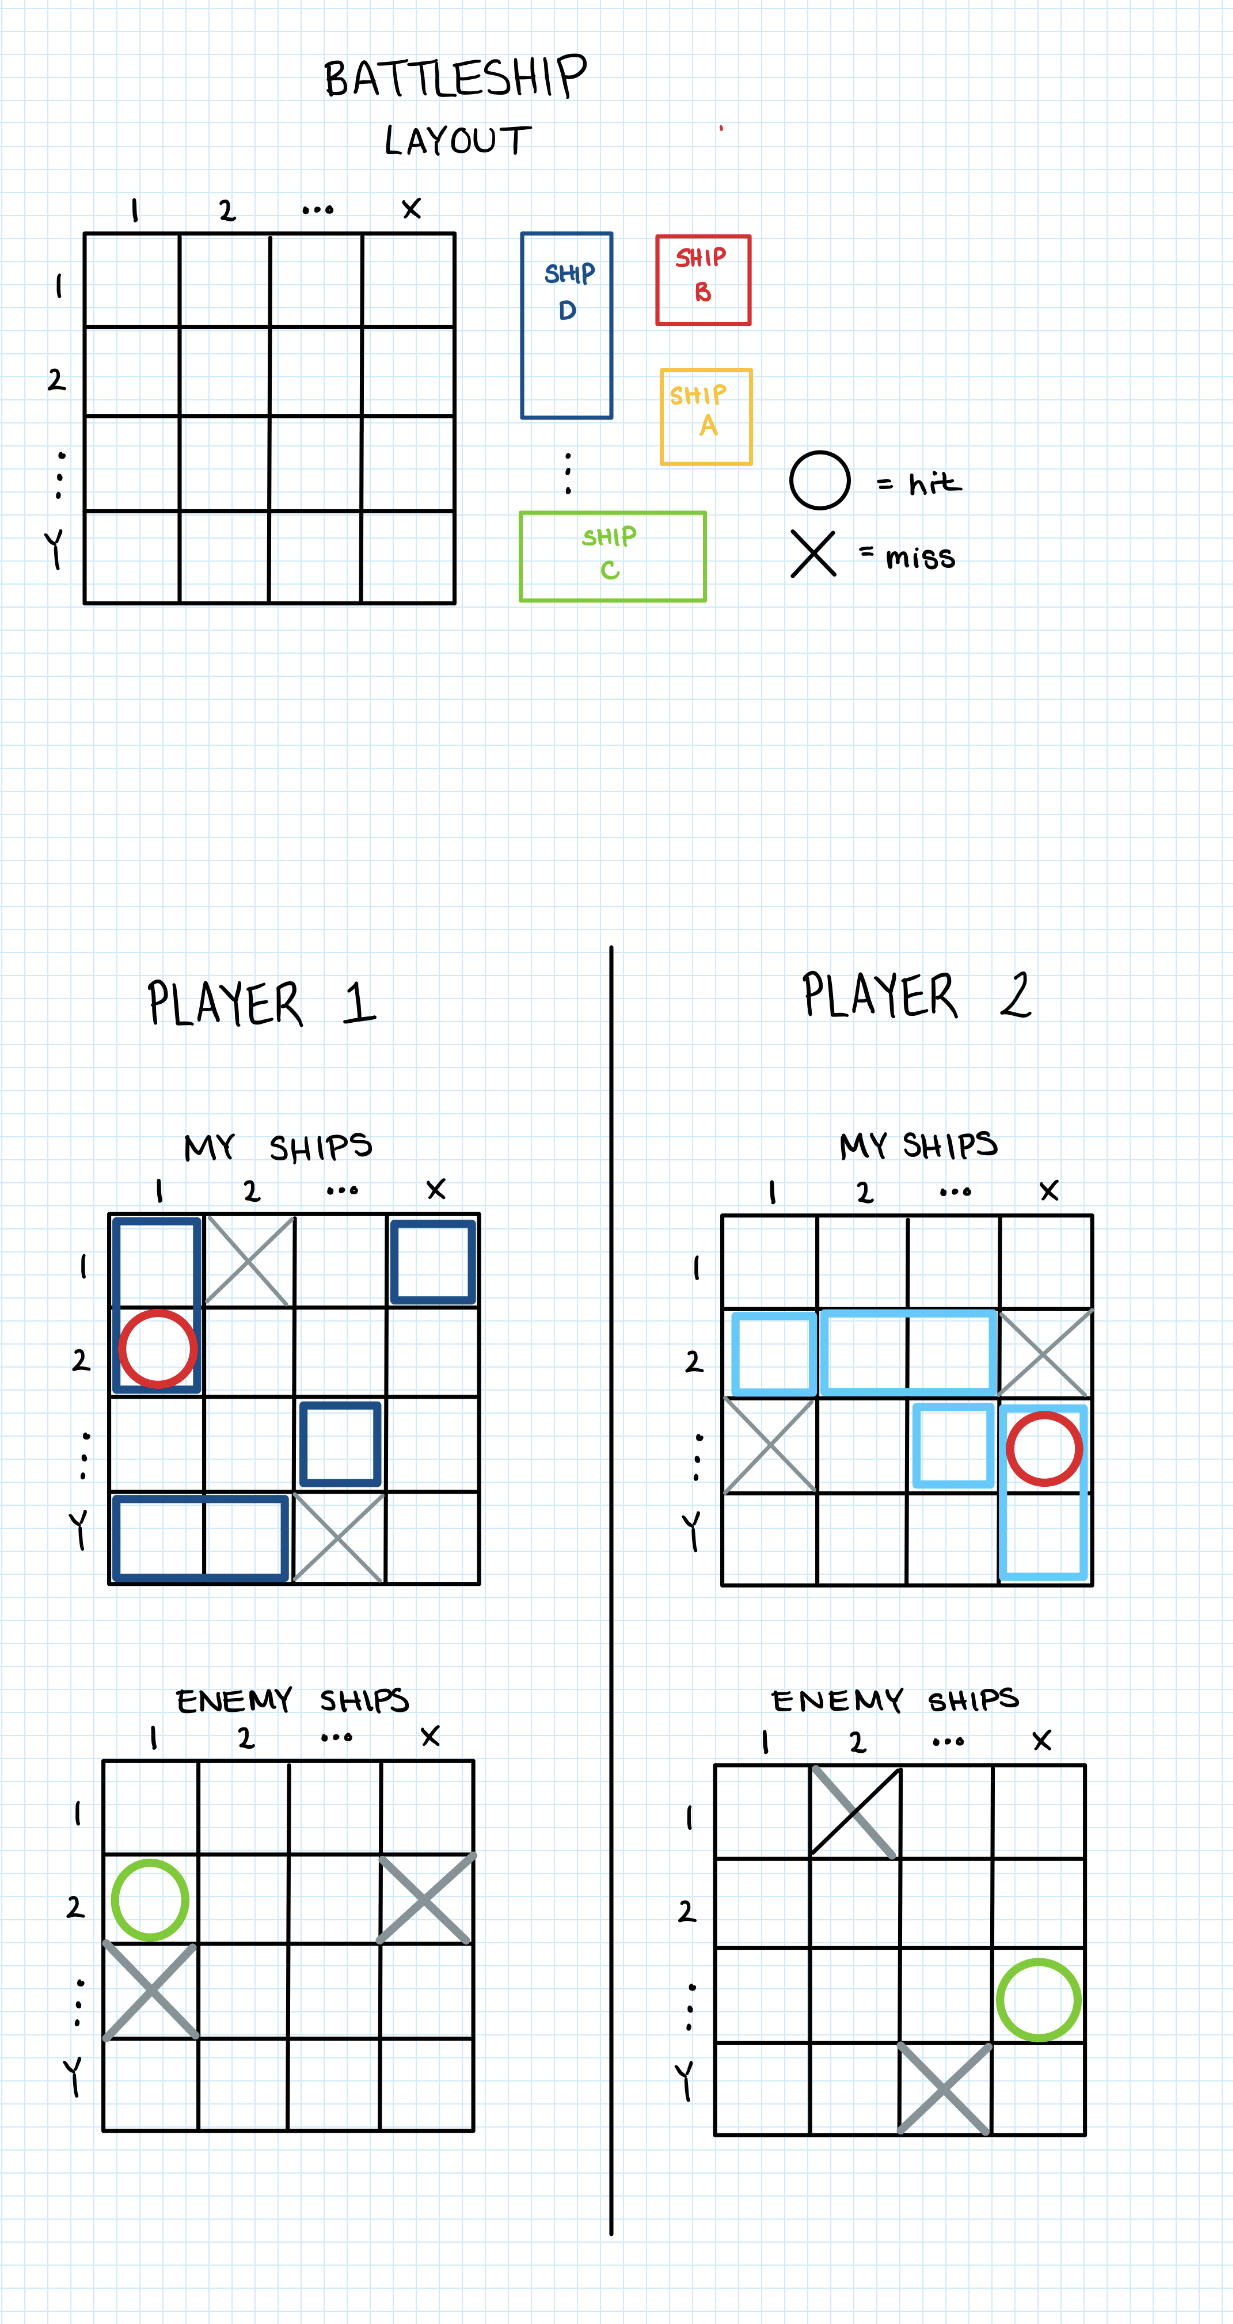 BATTLESHIP
LAYOUT
1 2 ... X
1
2
⋮
Y
SHIP
D
SHIP
B
SHIP
A
⋮
SHIP
C
= hit
= miss
PLAYER 1
MY SHIPS
1 2 ... X
1
2
⋮
Y
ENEMY SHIPS
1 2 ... X
1
2
⋮
Y
PLAYER 2
MY SHIPS
1 2 ... X
1
2
⋮
Y
ENEMY SHIPS
1 2 ... X
1
2
⋮
Y